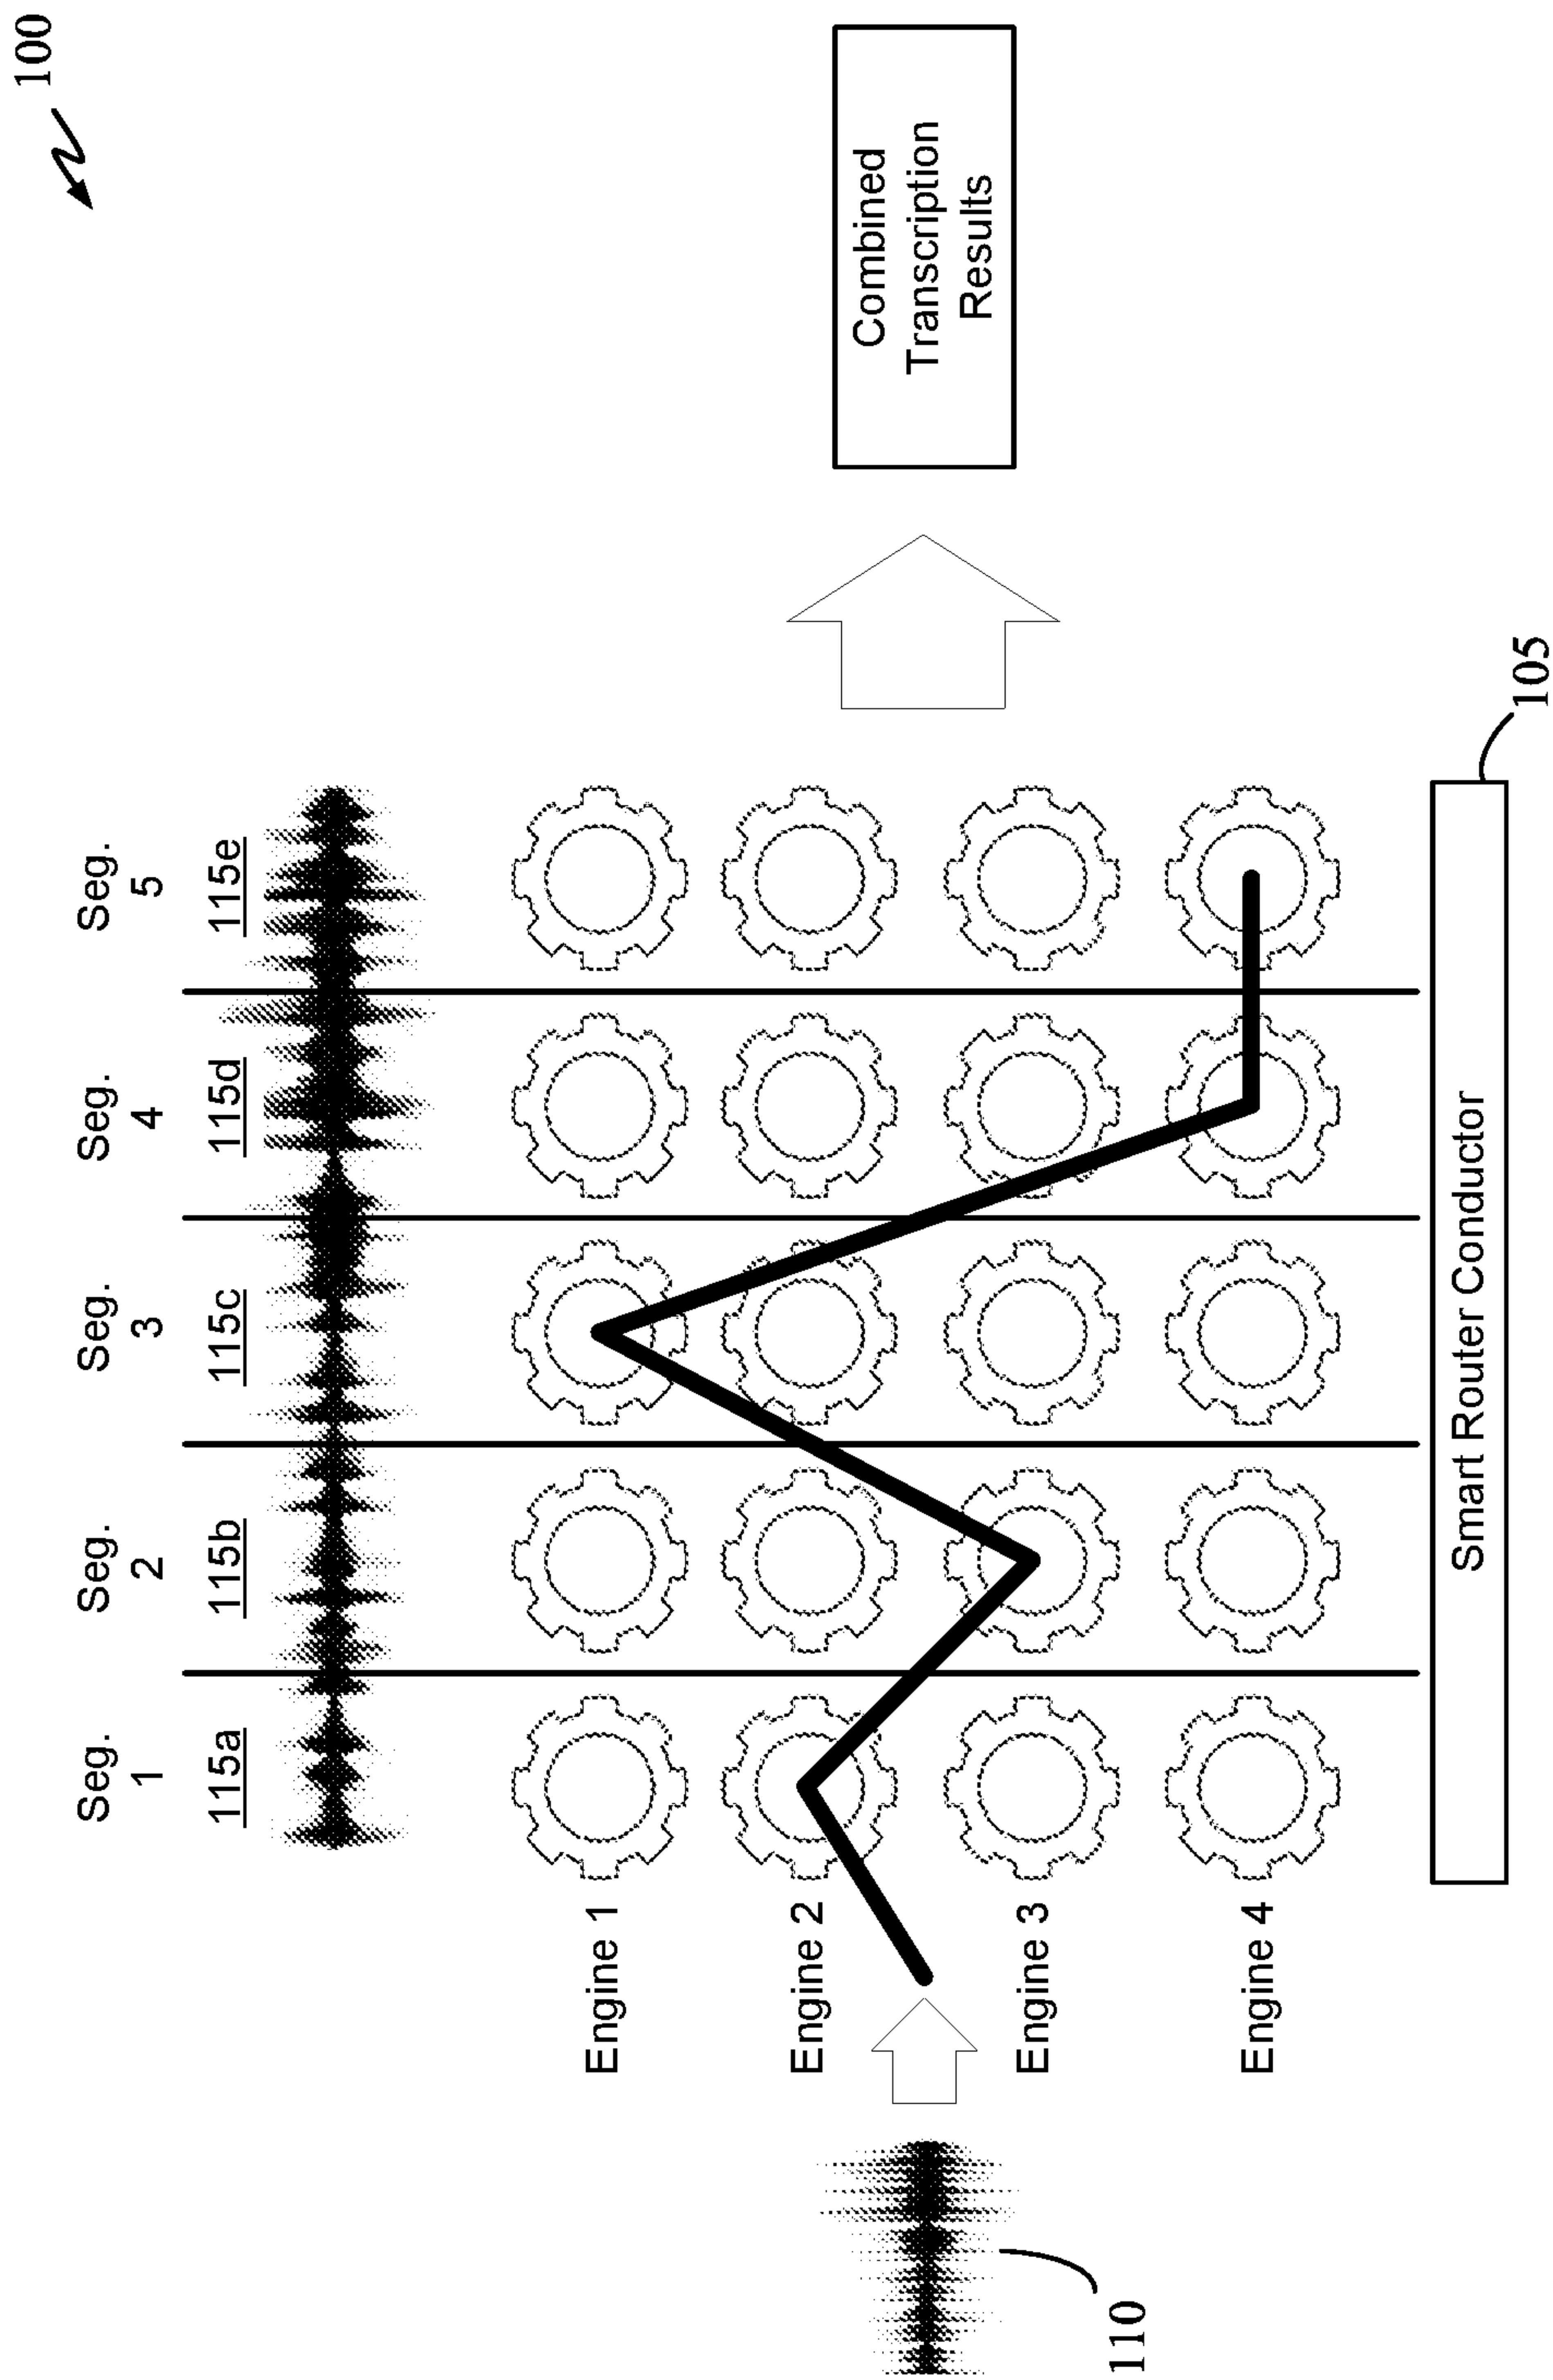 100
Seg.
1
Seg.
2
Seg.
3
Seg.
4
Seg.
5
115a
115b
115c
115d
115e
Engine 1
Engine 2
Engine 3
Engine 4
110
Combined
Transcription
Results
Smart Router Conductor
105